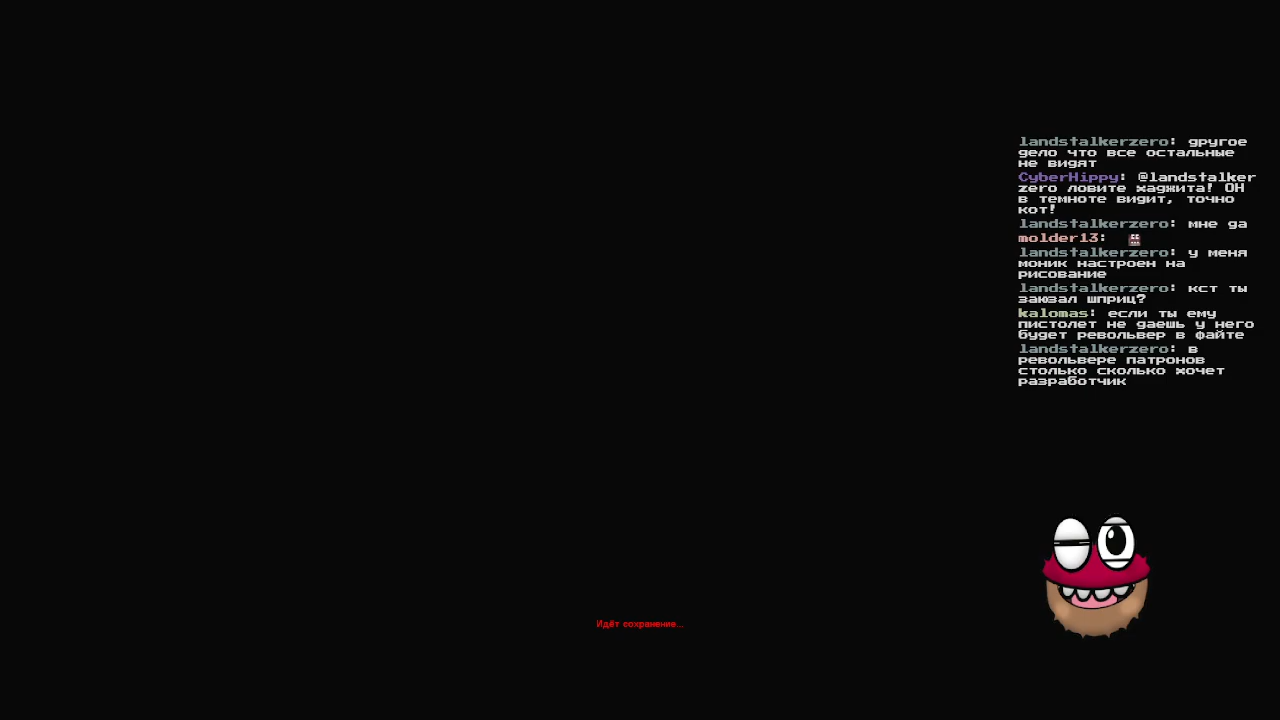 landstalkerzero: другое
дело что все остальные
не видят
CyberHippy: @landstalker
zero ловите хаджита! ОН
в темноте видит, точно
кот!
landstalkerzero: мне да
molder13:
landstalkerzero: у меня
моник настроен на
рисование
landstalkerzero: кст ты
заюзал шприц?
kalomas: если ты ему
пистолет не даешь у него
будет револьвер в файте
landstalkerzero: в
револьвере патронов
столько сколько хочет
разработчик
Идёт сохранение...